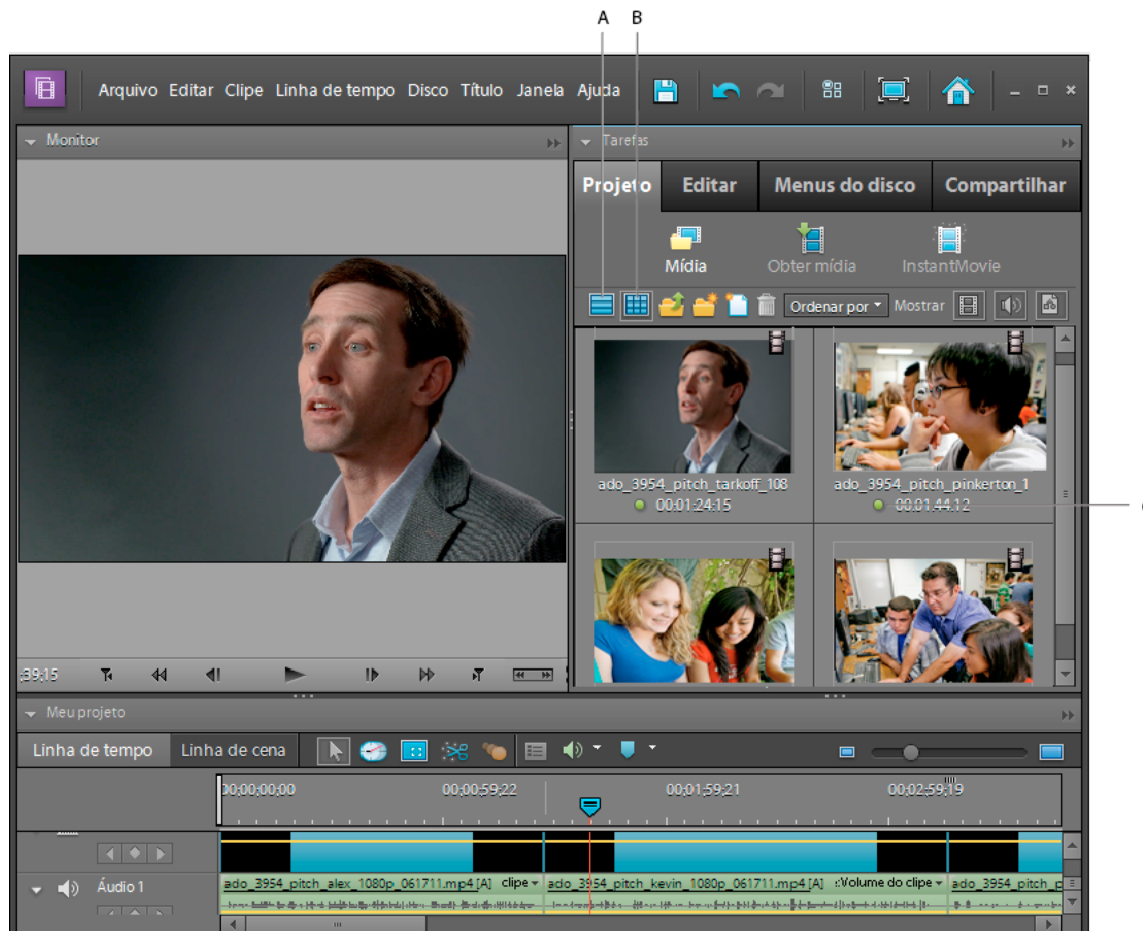 A B
Arquivo Editar Clipe Linha de tempo Disco Título Janela Ajuda
Monitor
Tarefas
Projeto Editar Menus do disco Compartilhar
Mídia Obter mídia InstantMovie
Ordenar por Mostrar
ado_3954_pitch_tarkoff_108 ado_3954_pitch_pinkerton_1
00:01:24:15 00:01:44:12
;39;15
Meu projeto
Linha de tempo Linha de cena
00;00;00;00 00;00;59;22 00;01;59;21 00;02;59;19
Áudio 1
ado_3954_pitch_alex_1080p_061711.mp4 [A] clipe ado_3954_pitch_kevin_1080p_061711.mp4 [A] :Volume do clipe ado_3954_pitch_p